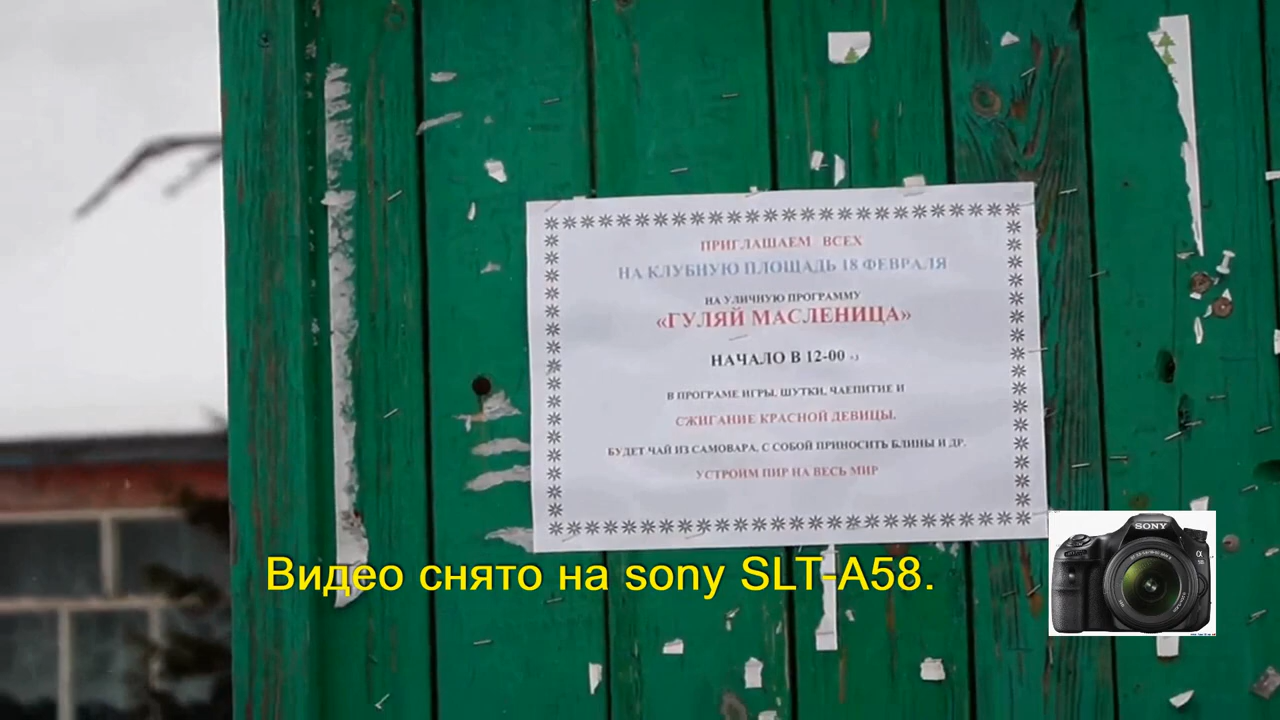 ПРИГЛАШАЕМ ВСЕХ
НА КЛУБНУЮ ПЛОЩАДЬ 18 ФЕВРАЛЯ
НА УЛИЧНУЮ ПРОГРАММУ
«ГУЛЯЙ МАСЛЕНИЦА»
НАЧАЛО В 12-00
В ПРОГРАМЕ ИГРЫ, ШУТКИ, ЧАЕПИТИЕ И
СЖИГАНИЕ КРАСНОЙ ДЕВИЦЫ.
БУДЕТ ЧАЙ ИЗ САМОВАРА, С СОБОЙ ПРИНОСИТЬ БЛИНЫ И ДР.
УСТРОИМ ПИР НА ВЕСЬ МИР
Видео снято на sony SLT-A58.
SONY